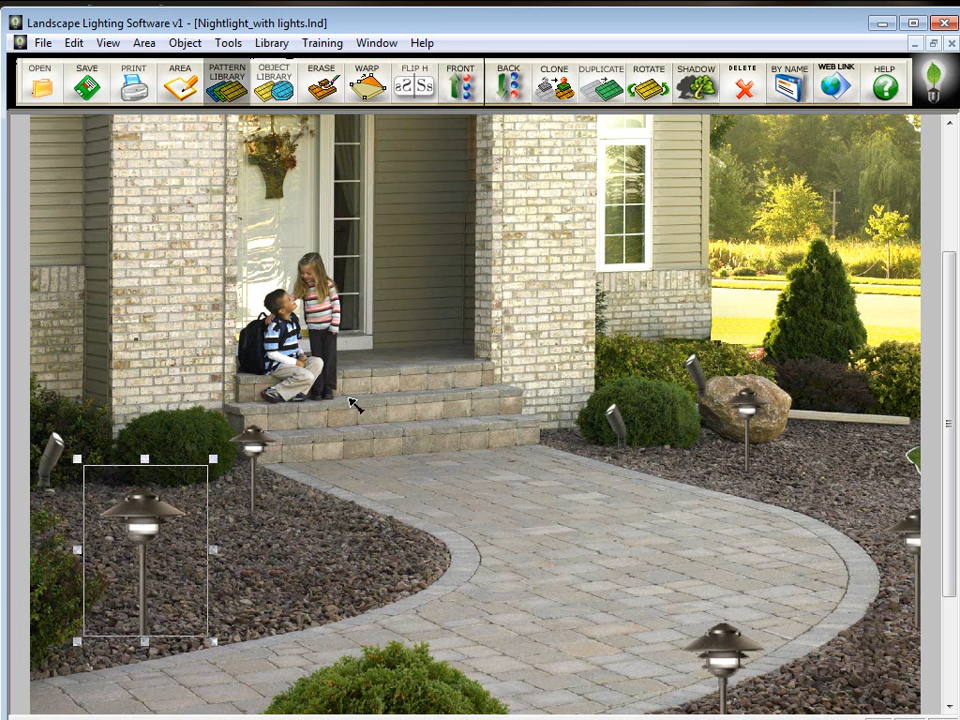 Landscape Lighting Software v1 - [Nightlight_with lights.lnd]
File Edit View Area Object Tools Library Training Window Help
OPEN SAVE PRINT AREA PATTERN LIBRARY OBJECT LIBRARY ERASE WARP FLIP H FRONT BACK CLONE DUPLICATE ROTATE SHADOW DELETE BY NAME WEB LINK HELP